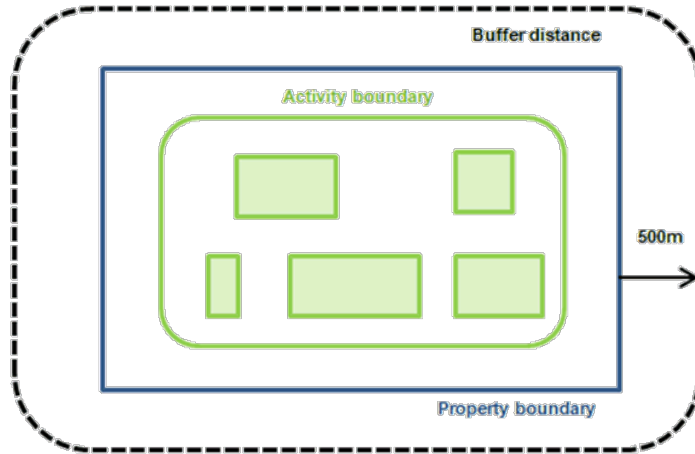 Buffer distance
Activity boundary
500m
Property boundary